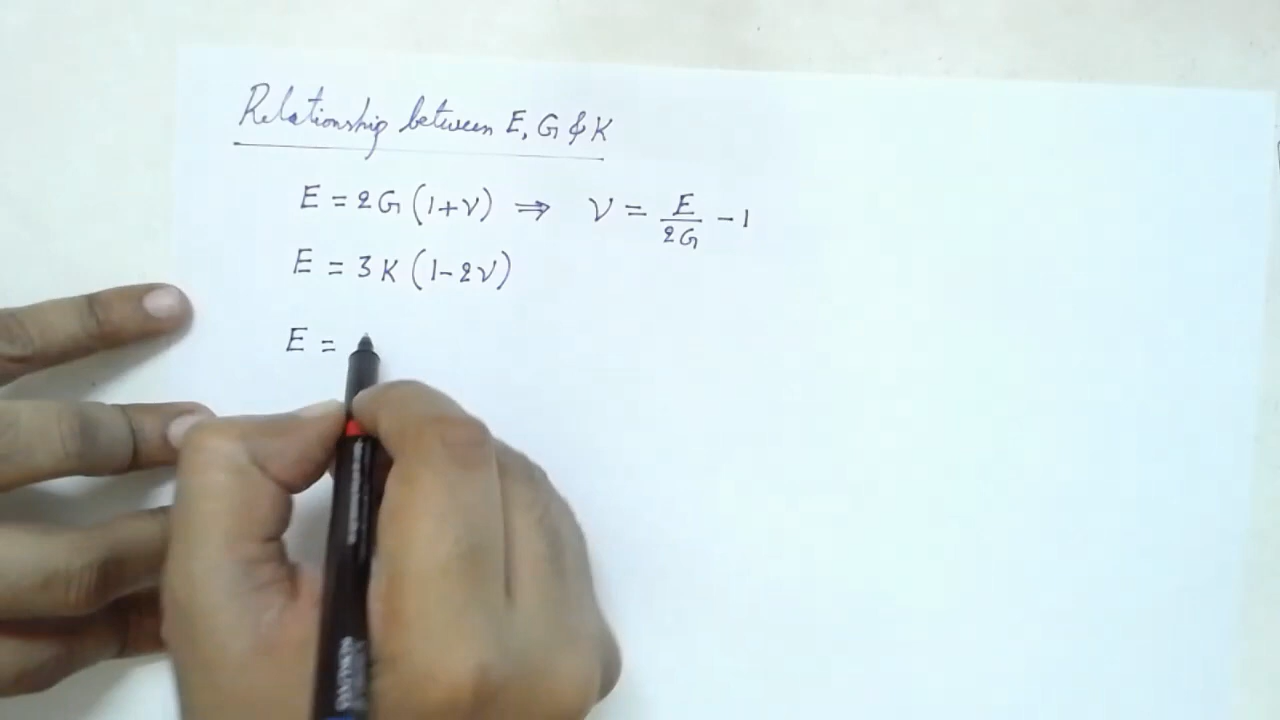 Relationship between E, G & K
E = 2G (1+ν) ⇒ ν = E/2G - 1
E = 3K (1-2ν)
E =